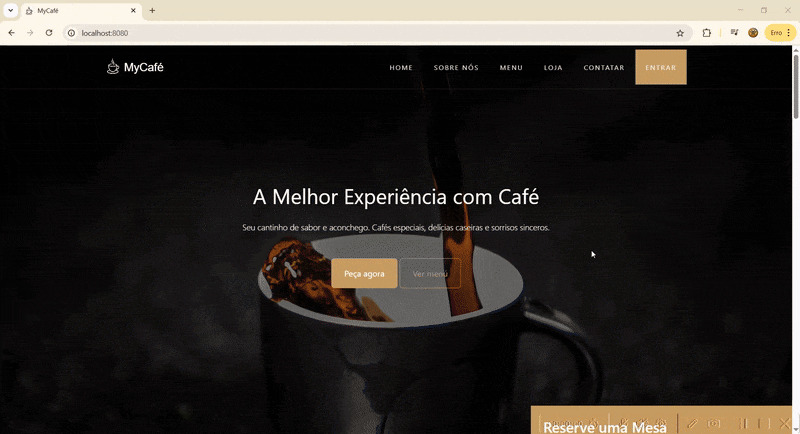 MyCafé
localhost:8080
Erro
MyCafé
HOME
SOBRE NÓS
MENU
LOJA
CONTATAR
ENTRAR
A Melhor Experiência com Café
Seu cantinho de sabor e aconchego. Cafés especiais, delícias caseiras e sorrisos sinceros.
Peça agora
Ver menu
Reserve uma Mesa